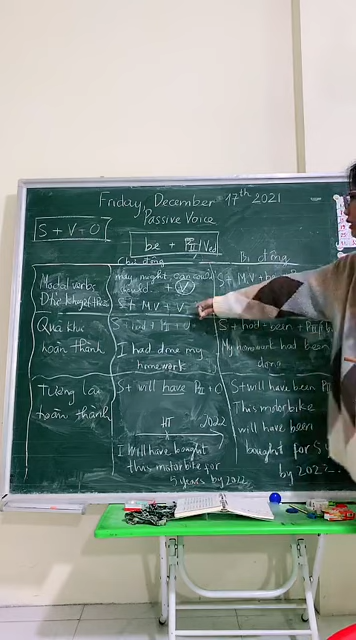 Friday, December 17th 2021
Passive Voice
S + V + O
be + PII/Ved
Chủ động
Bị động
Modal verbs
may, might, can, could
+ V
S + M.V + V
S + M.V + be
Quá khứ
hoàn thành
S + had + PII + O
I had done my
homework
S + had + been + PII
My homework had been
done
Tương lai
hoàn thành
S + will have PII + O
HT 2022
I will have bought
this motorbike for
5 years by 2022
S + will have been PII
This motorbike
will have been
bought for 5
by 2022